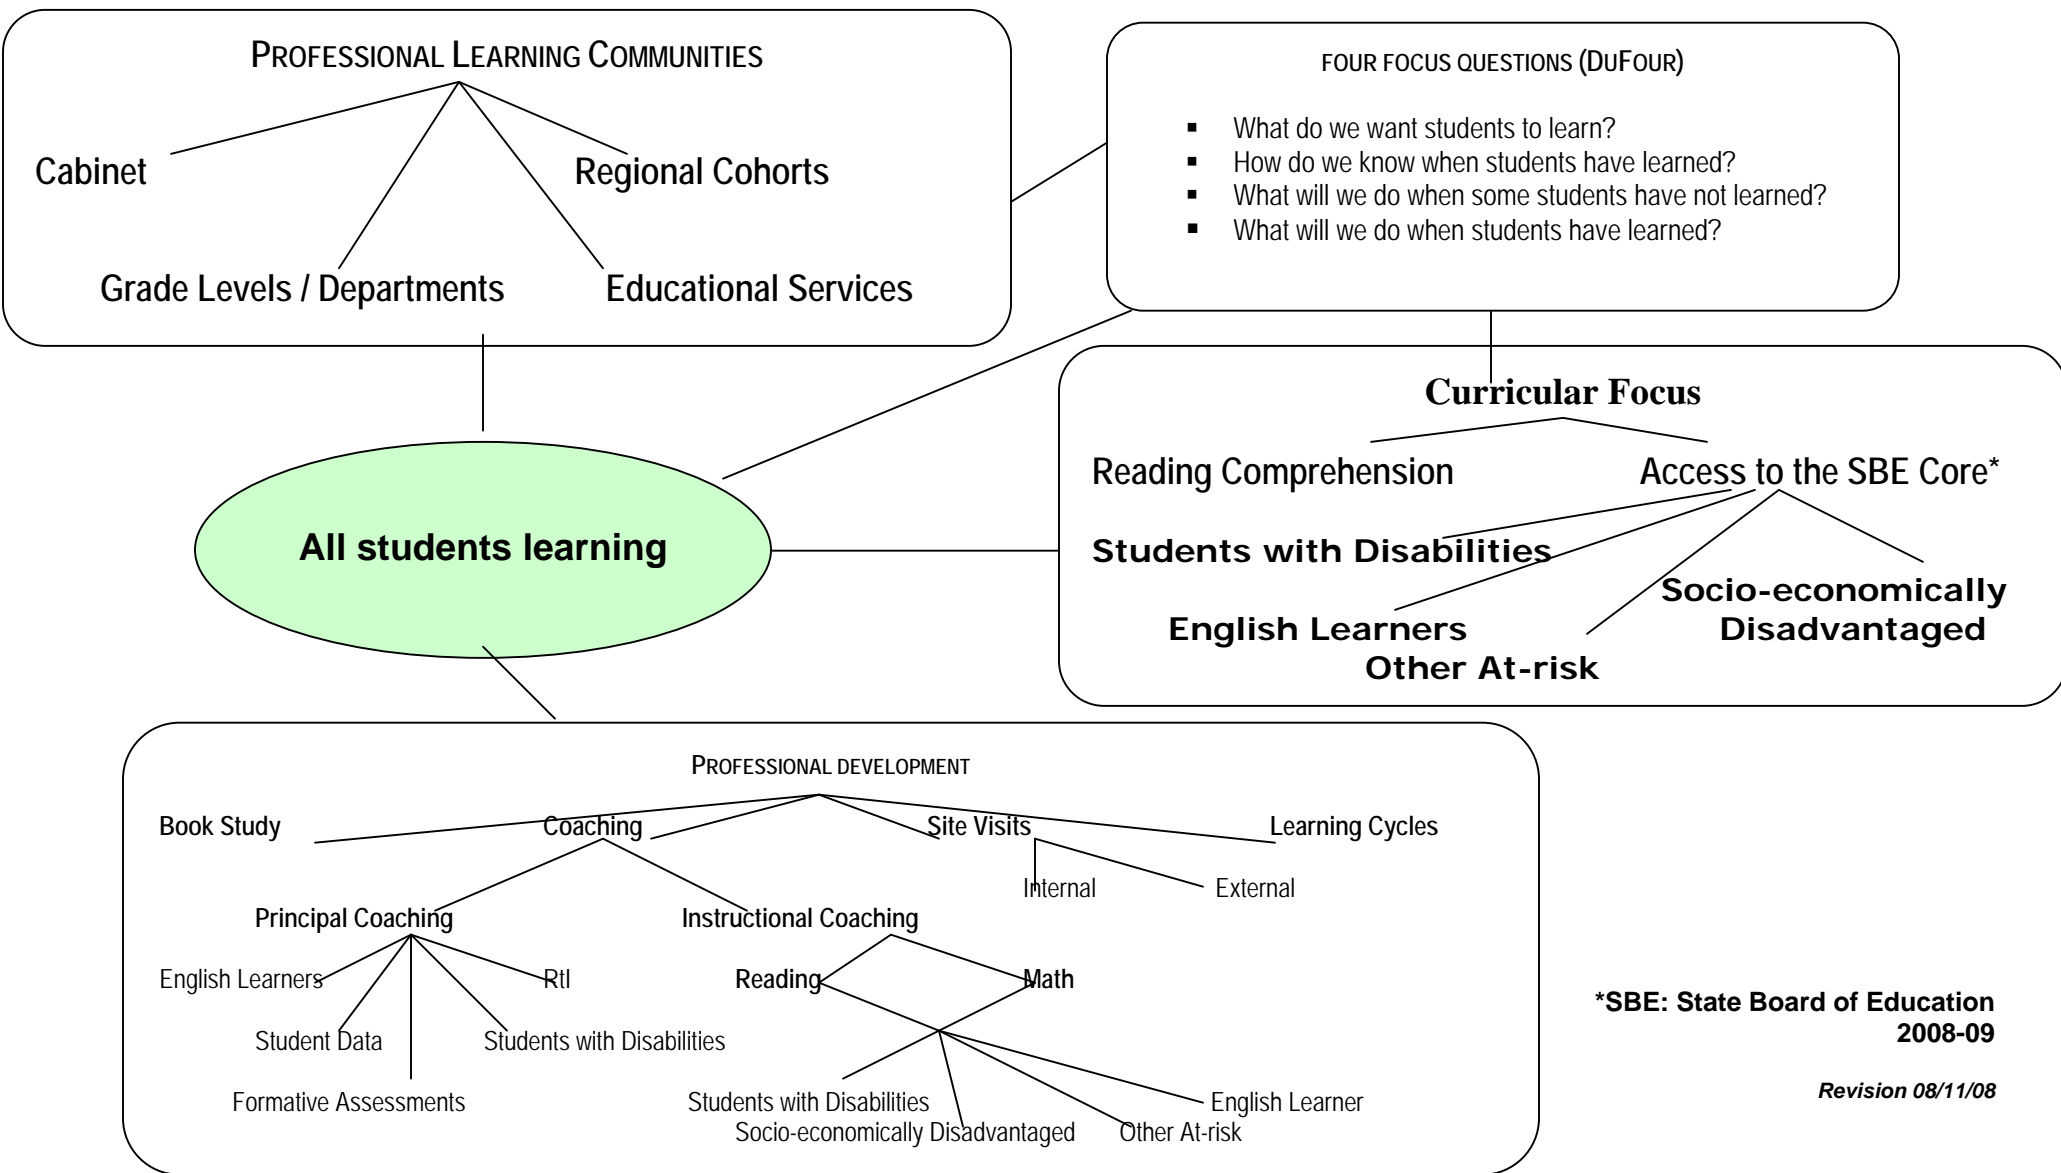 PROFESSIONAL LEARNING COMMUNITIES
Cabinet
Regional Cohorts
Grade Levels / Departments
Educational Services
FOUR FOCUS QUESTIONS (DUFOUR)
▪ What do we want students to learn?
▪ How do we know when students have learned?
▪ What will we do when some students have not learned?
▪ What will we do when students have learned?
Curricular Focus
Reading Comprehension
Access to the SBE Core*
Students with Disabilities
Socio-economically
Disadvantaged
English Learners
Other At-risk
All students learning
PROFESSIONAL DEVELOPMENT
Book Study
Coaching
Site Visits
Learning Cycles
Internal
External
Principal Coaching
Instructional Coaching
English Learners
RtI
Reading
Math
Student Data
Students with Disabilities
Formative Assessments
Students with Disabilities
English Learner
Socio-economically Disadvantaged
Other At-risk
*SBE: State Board of Education
2008-09
Revision 08/11/08